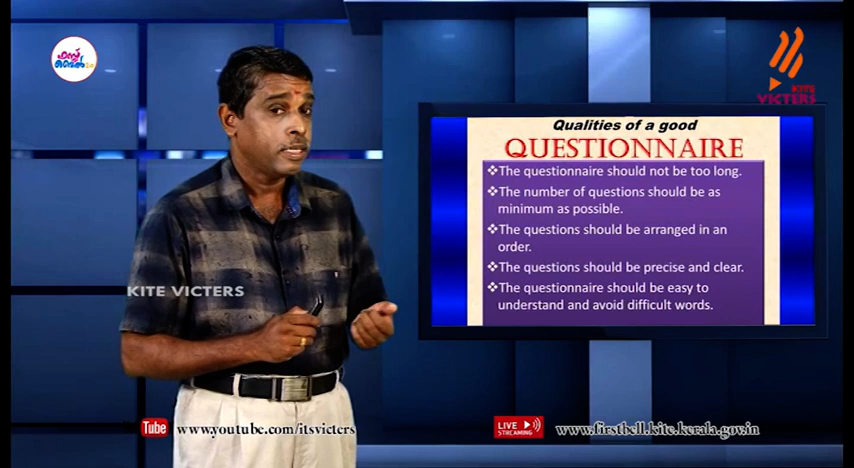 ഫസ്റ്റ്
ബെൽ 2.0
KITE
VICTERS
Qualities of a good
QUESTIONNAIRE
❖The questionnaire should not be too long.
❖The number of questions should be as
minimum as possible.
❖The questions should be arranged in an
order.
❖The questions should be precise and clear.
❖The questionnaire should be easy to
understand and avoid difficult words.
KITE VICTERS
Tube
www.youtube.com/itsvicters
LIVE
STREAMING
www.firstbell.kite.kerala.gov.in